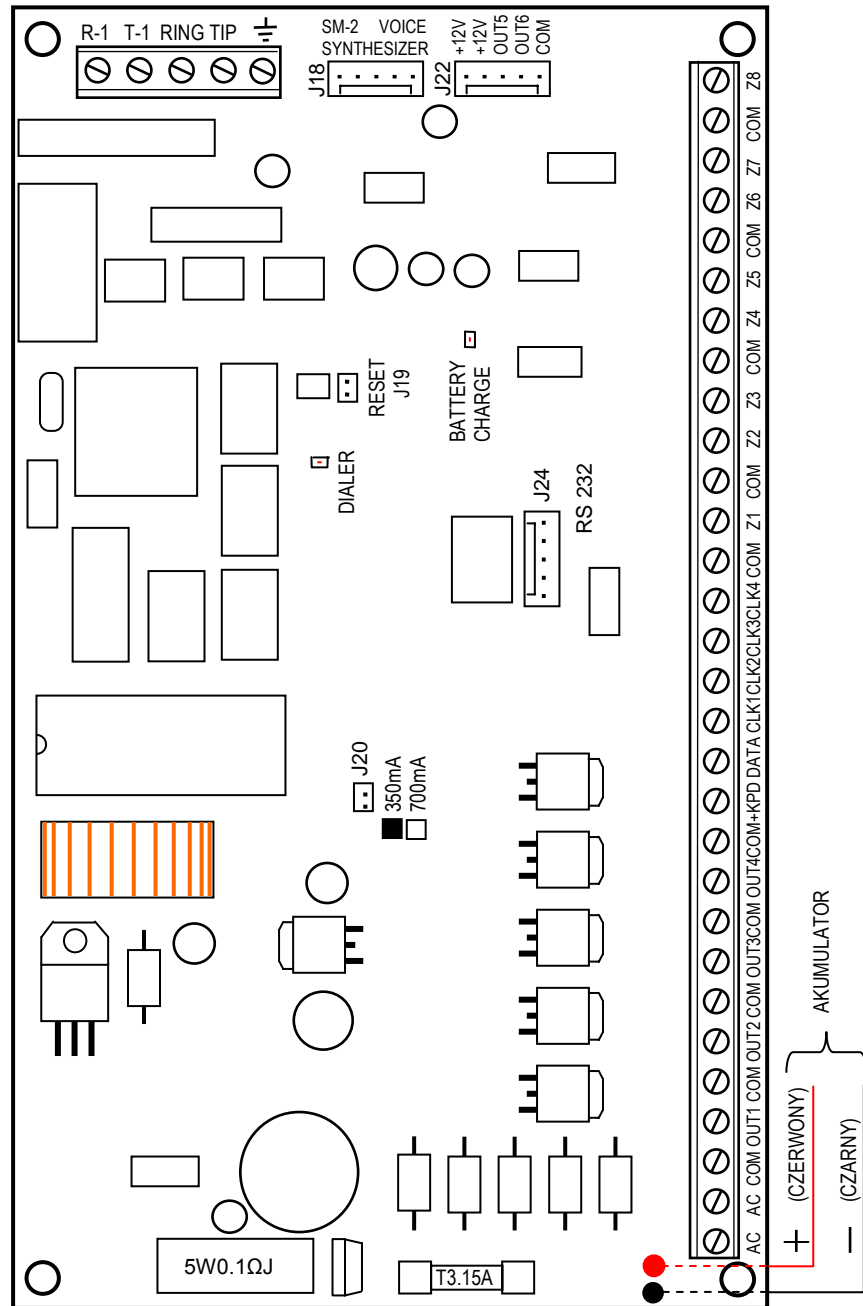 R-1 T-1 RING TIP
SM-2 VOICE
SYNTHESIZER
J18
J22
+12V
+12V
OUT5
OUT6
COM
Z8
COM
Z7
Z6
COM
Z5
Z4
COM
Z3
Z2
COM
Z1
COM
CLK4
CLK3
CLK2
CLK1
DATA
+KPD
COM
OUT4
COM
OUT3
COM
OUT2
COM
OUT1
COM
AC
AC
RESET
J19
BATTERY
CHARGE
DIALER
J24
RS 232
J20
350mA
700mA
5W0.1ΩJ
T3.15A
AKUMULATOR
+ (CZERWONY)
– (CZARNY)